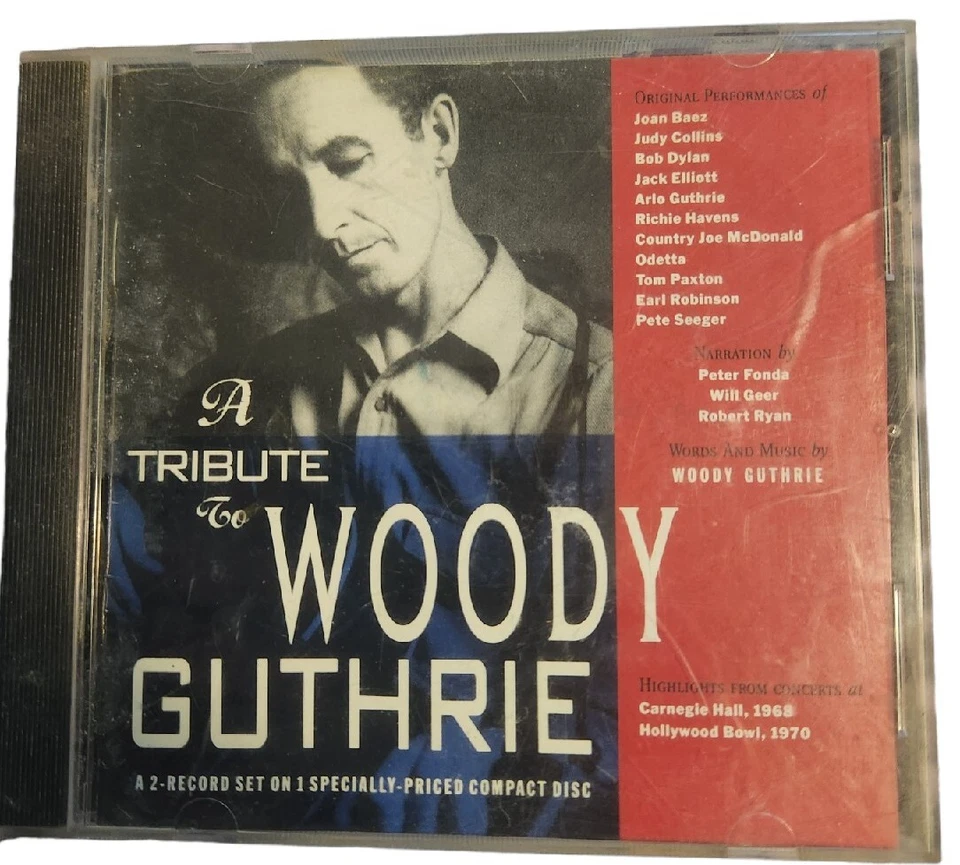 A
TRIBUTE
To WOODY
GUTHRIE
A 2-RECORD SET ON 1 SPECIALLY-PRICED COMPACT DISC
ORIGINAL PERFORMANCES of
Joan Baez
Judy Collins
Bob Dylan
Jack Elliott
Arlo Guthrie
Richie Havens
Country Joe McDonald
Odetta
Tom Paxton
Earl Robinson
Pete Seeger
NARRATION by
Peter Fonda
Will Geer
Robert Ryan
WORDS AND MUSIC by
WOODY GUTHRIE
HIGHLIGHTS FROM CONCERTS at
Carnegie Hall, 1968
Hollywood Bowl, 1970